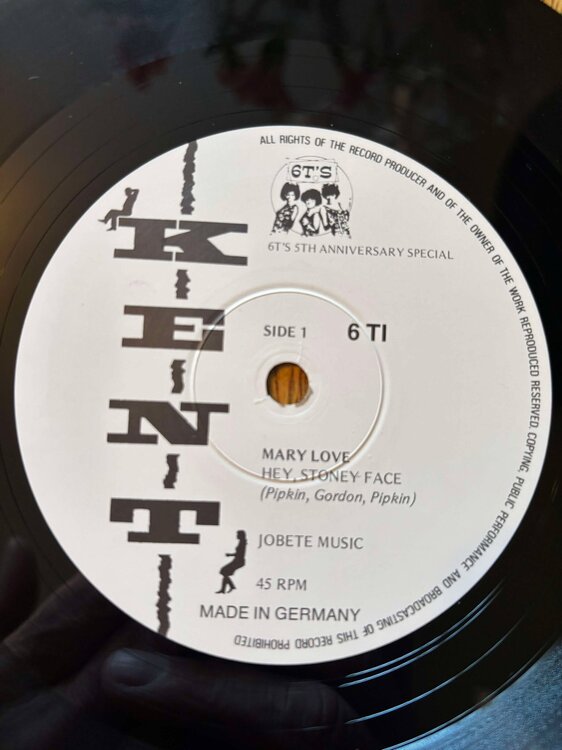 ALL RIGHTS OF THE RECORD PRODUCER AND OF THE OWNER OF THE WORK REPRODUCED RESERVED. COPYING, PUBLIC PERFORMANCE AND BROADCASTING OF THIS RECORD PROHIBITED
6T'S
6T'S 5TH ANNIVERSARY SPECIAL
KENT
SIDE 1 6 TI
MARY LOVE
HEY, STONEY FACE
(Pipkin, Gordon, Pipkin)
JOBETE MUSIC
45 RPM
MADE IN GERMANY